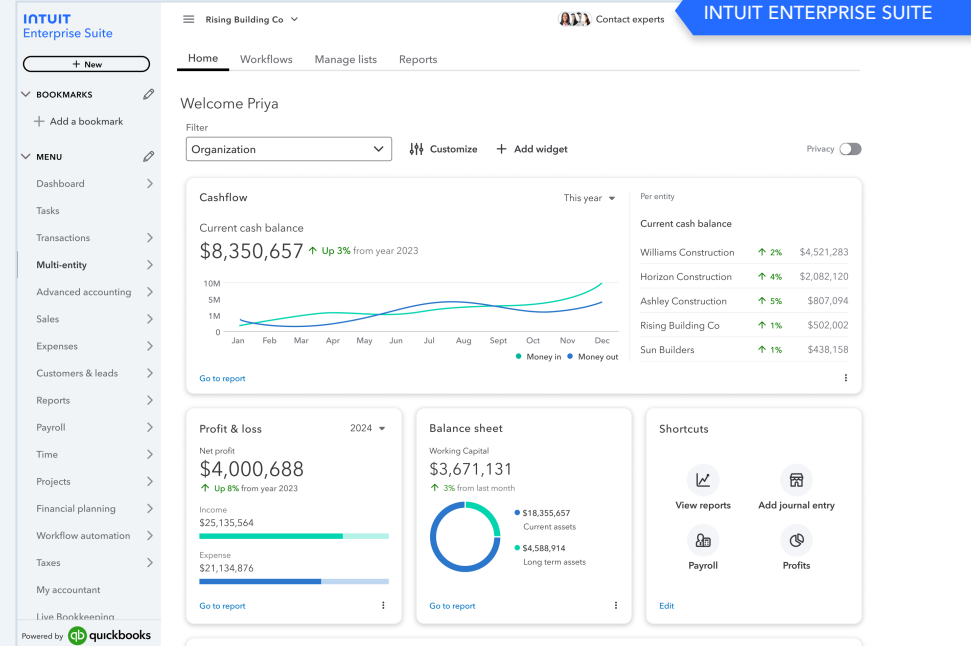 INTUIT
Enterprise Suite
+ New
BOOKMARKS
Add a bookmark
MENU
Dashboard
Tasks
Transactions
Multi-entity
Advanced accounting
Sales
Expenses
Customers & leads
Reports
Payroll
Time
Projects
Financial planning
Workflow automation
Taxes
My accountant
Live Bookkeeping
Powered by qb quickbooks
Rising Building Co
Contact experts
INTUIT ENTERPRISE SUITE
Home Workflows Manage lists Reports
Welcome Priya
Filter
Organization
Customize
+ Add widget
Privacy
Cashflow
This year
Current cash balance
$8,350,657 Up 3% from year 2023
10M
5M
1M
0
Jan Feb Mar Apr May Jun Jul Aug Sept Oct Nov Dec
Money in Money out
Go to report
Per entity
Current cash balance
Williams Construction 2% $4,521,283
Horizon Construction 4% $2,082,120
Ashley Construction 5% $807,094
Rising Building Co 1% $502,002
Sun Builders 1% $438,158
Profit & loss 2024
Net profit
$4,000,688
Up 8% from year 2023
Income
$25,135,564
Expense
$21,134,876
Go to report
Balance sheet
Working Capital
$3,671,131
3% from last month
$18,355,657
Current assets
$4,588,914
Long term assets
Go to report
Shortcuts
View reports
Add journal entry
Payroll
Profits
Edit